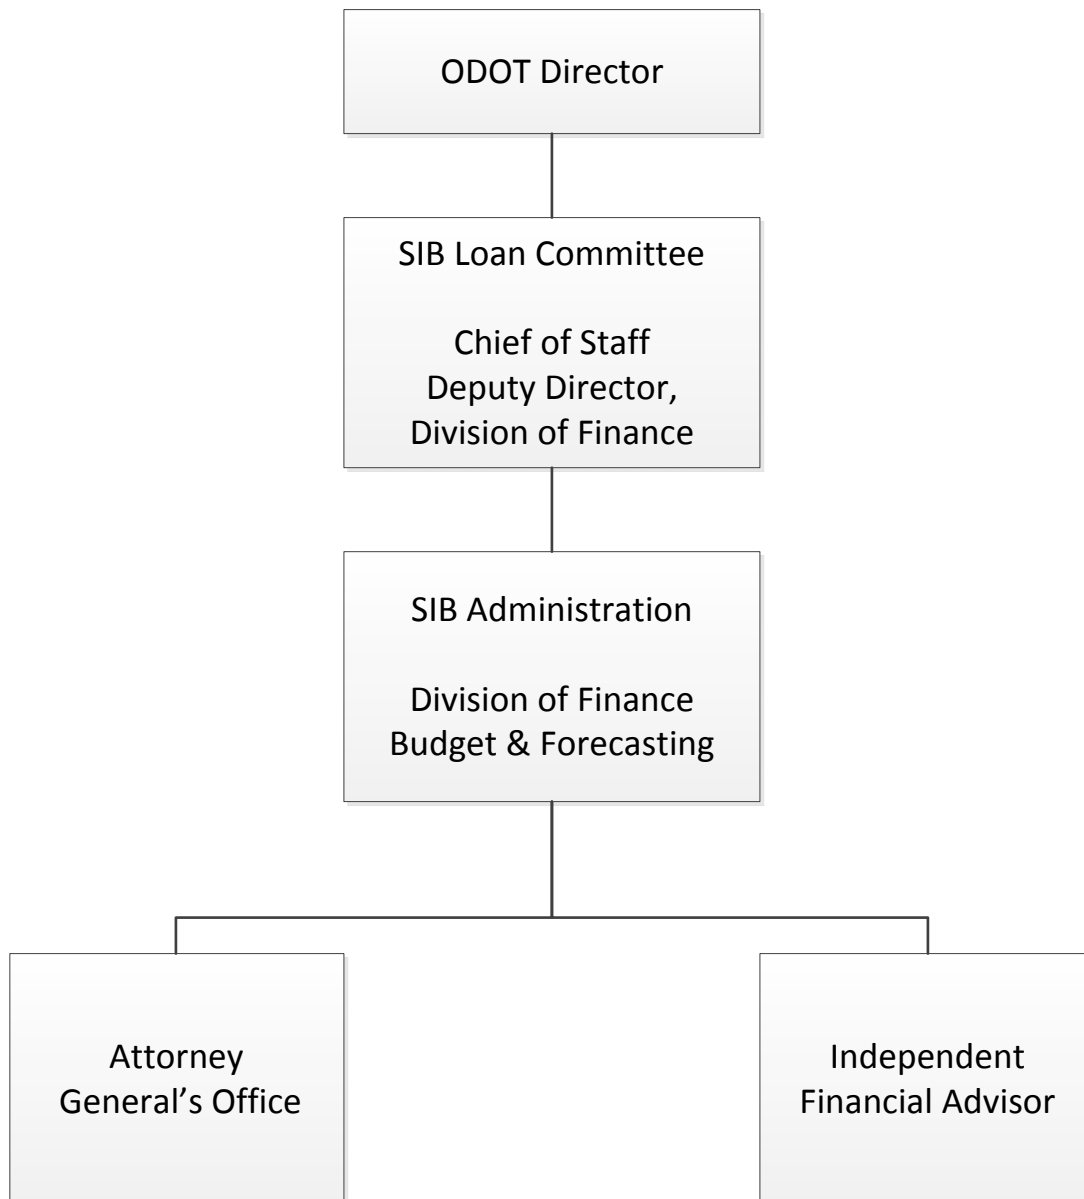 ODOT Director
SIB Loan Committee
Chief of Staff
Deputy Director,
Division of Finance
SIB Administration
Division of Finance
Budget & Forecasting
Attorney
General’s Office
Independent
Financial Advisor